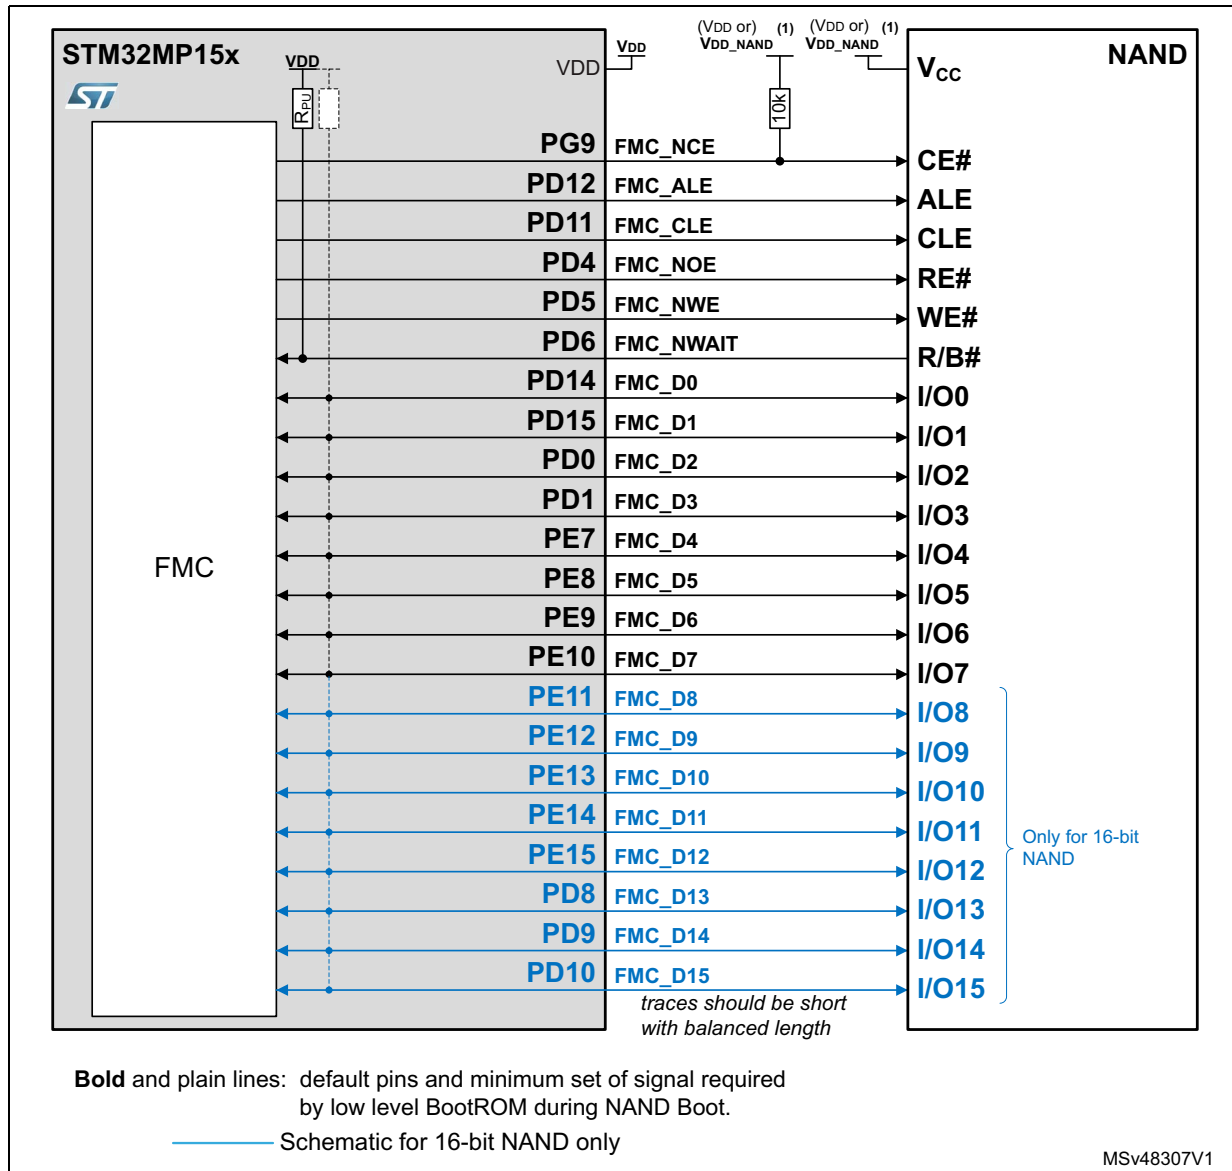 STM32MP15x
ST
VDD
RPU
VDD
VDD
(VDD or) (1)
VDD_NAND
(VDD or) (1)
VDD_NAND
10k
VCC
NAND
PG9 FMC_NCE CE#
PD12 FMC_ALE ALE
PD11 FMC_CLE CLE
PD4 FMC_NOE RE#
PD5 FMC_NWE WE#
PD6 FMC_NWAIT R/B#
PD14 FMC_D0 I/O0
PD15 FMC_D1 I/O1
PD0 FMC_D2 I/O2
PD1 FMC_D3 I/O3
PE7 FMC_D4 I/O4
FMC
PE8 FMC_D5 I/O5
PE9 FMC_D6 I/O6
PE10 FMC_D7 I/O7
PE11 FMC_D8 I/O8
PE12 FMC_D9 I/O9
PE13 FMC_D10 I/O10
PE14 FMC_D11 I/O11
Only for 16-bit
NAND
PE15 FMC_D12 I/O12
PD8 FMC_D13 I/O13
PD9 FMC_D14 I/O14
PD10 FMC_D15 I/O15
traces should be short
with balanced length
Bold and plain lines: default pins and minimum set of signal required
by low level BootROM during NAND Boot.
Schematic for 16-bit NAND only
MSv48307V1